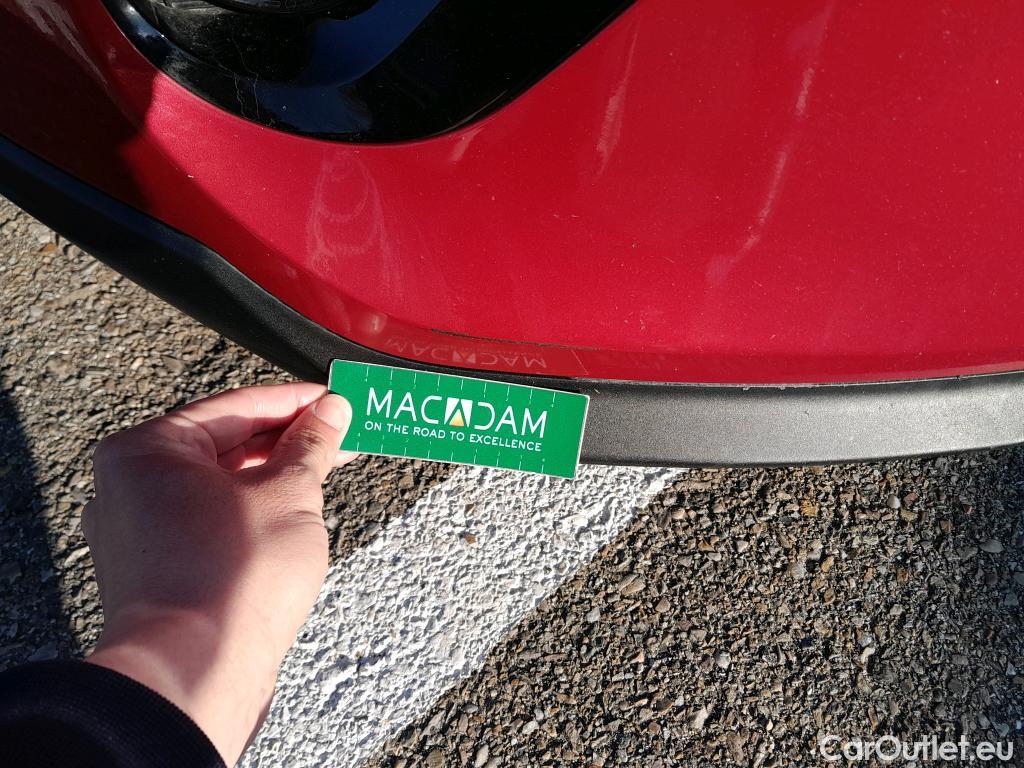 MACADAM
ON THE ROAD TO EXCELLENCE
CarOutlet.eu